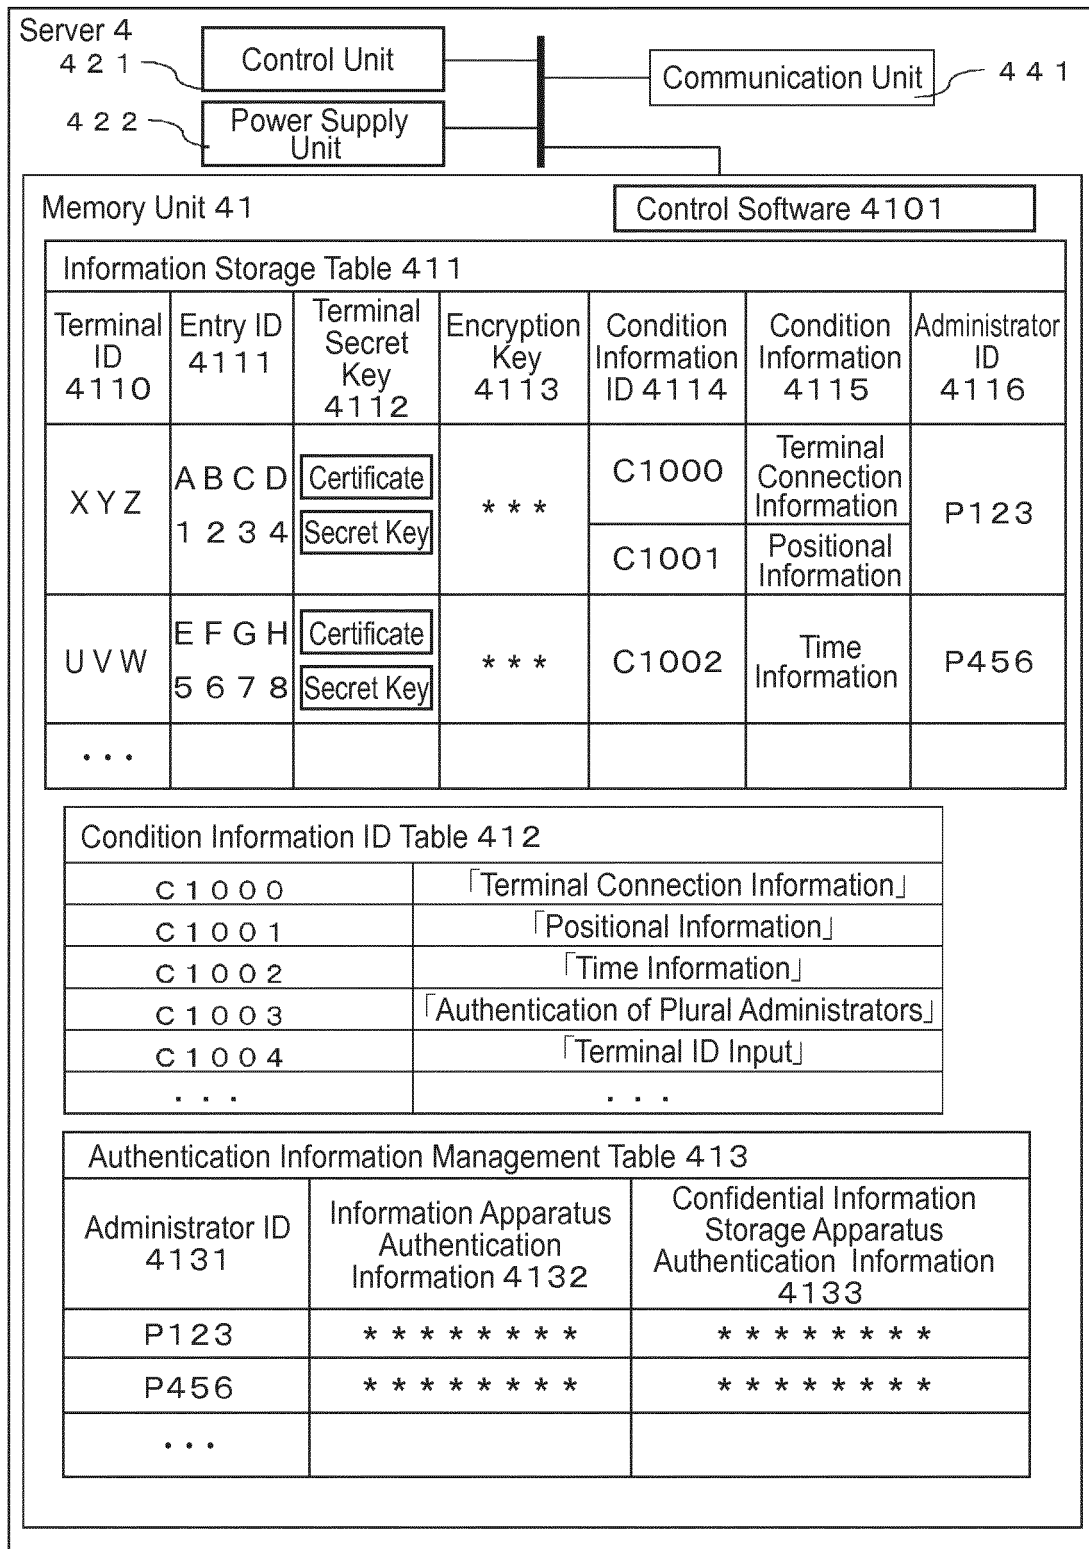 Server 4
421
Control Unit
Communication Unit
441
422
Power Supply
Unit
Memory Unit 41
Control Software 4101
Information Storage Table 411
Terminal
ID
4110
Entry ID
4111
Terminal
Secret
Key
4112
Encryption
Key
4113
Condition
Information
ID 4114
Condition
Information
4115
Administrator
ID
4116
XYZ
ABCD
1234
Certificate
Secret Key
***
C1000
Terminal
Connection
Information
C1001
Positional
Information
P123
UVW
EFGH
5678
Certificate
Secret Key
***
C1002
Time
Information
P456
...
Condition Information ID Table 412
C1000
「Terminal Connection Information」
C1001
「Positional Information」
C1002
「Time Information」
C1003
「Authentication of Plural Administrators」
C1004
「Terminal ID Input」
...
...
Authentication Information Management Table 413
Administrator ID
4131
Information Apparatus
Authentication
Information 4132
Confidential Information
Storage Apparatus
Authentication Information
4133
P123
********
********
P456
********
********
...